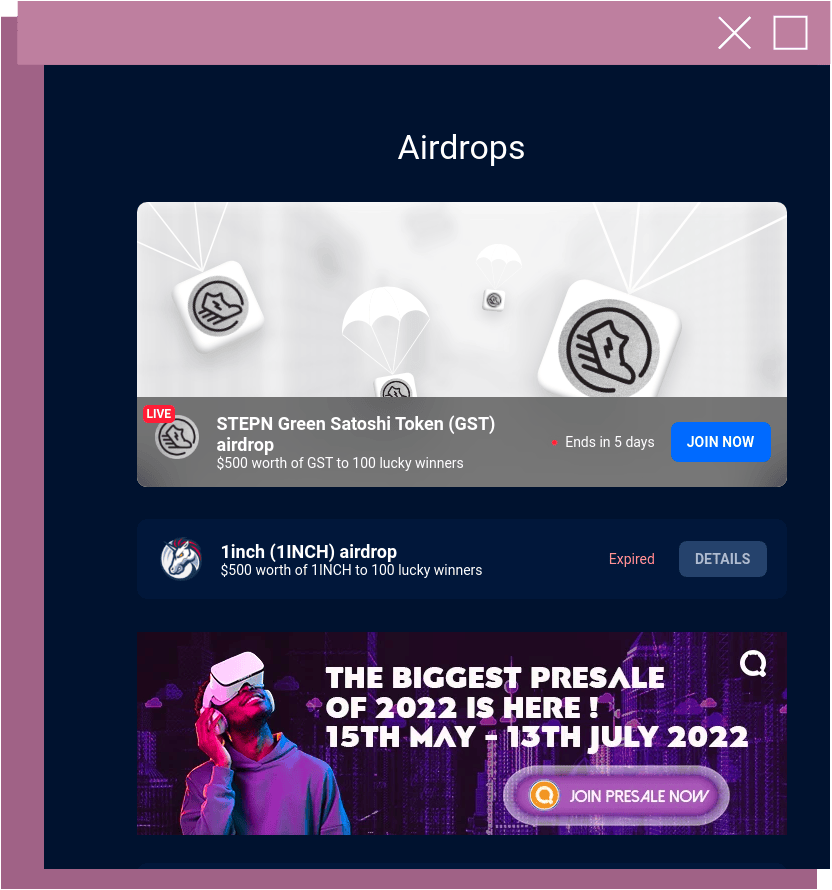 Airdrops
LIVE
STEPN Green Satoshi Token (GST)
airdrop
$500 worth of GST to 100 lucky winners
Ends in 5 days
JOIN NOW
1inch (1INCH) airdrop
$500 worth of 1INCH to 100 lucky winners
Expired
DETAILS
THE BIGGEST PRESALE
OF 2022 IS HERE !
15TH MAY - 13TH JULY 2022
JOIN PRESALE NOW